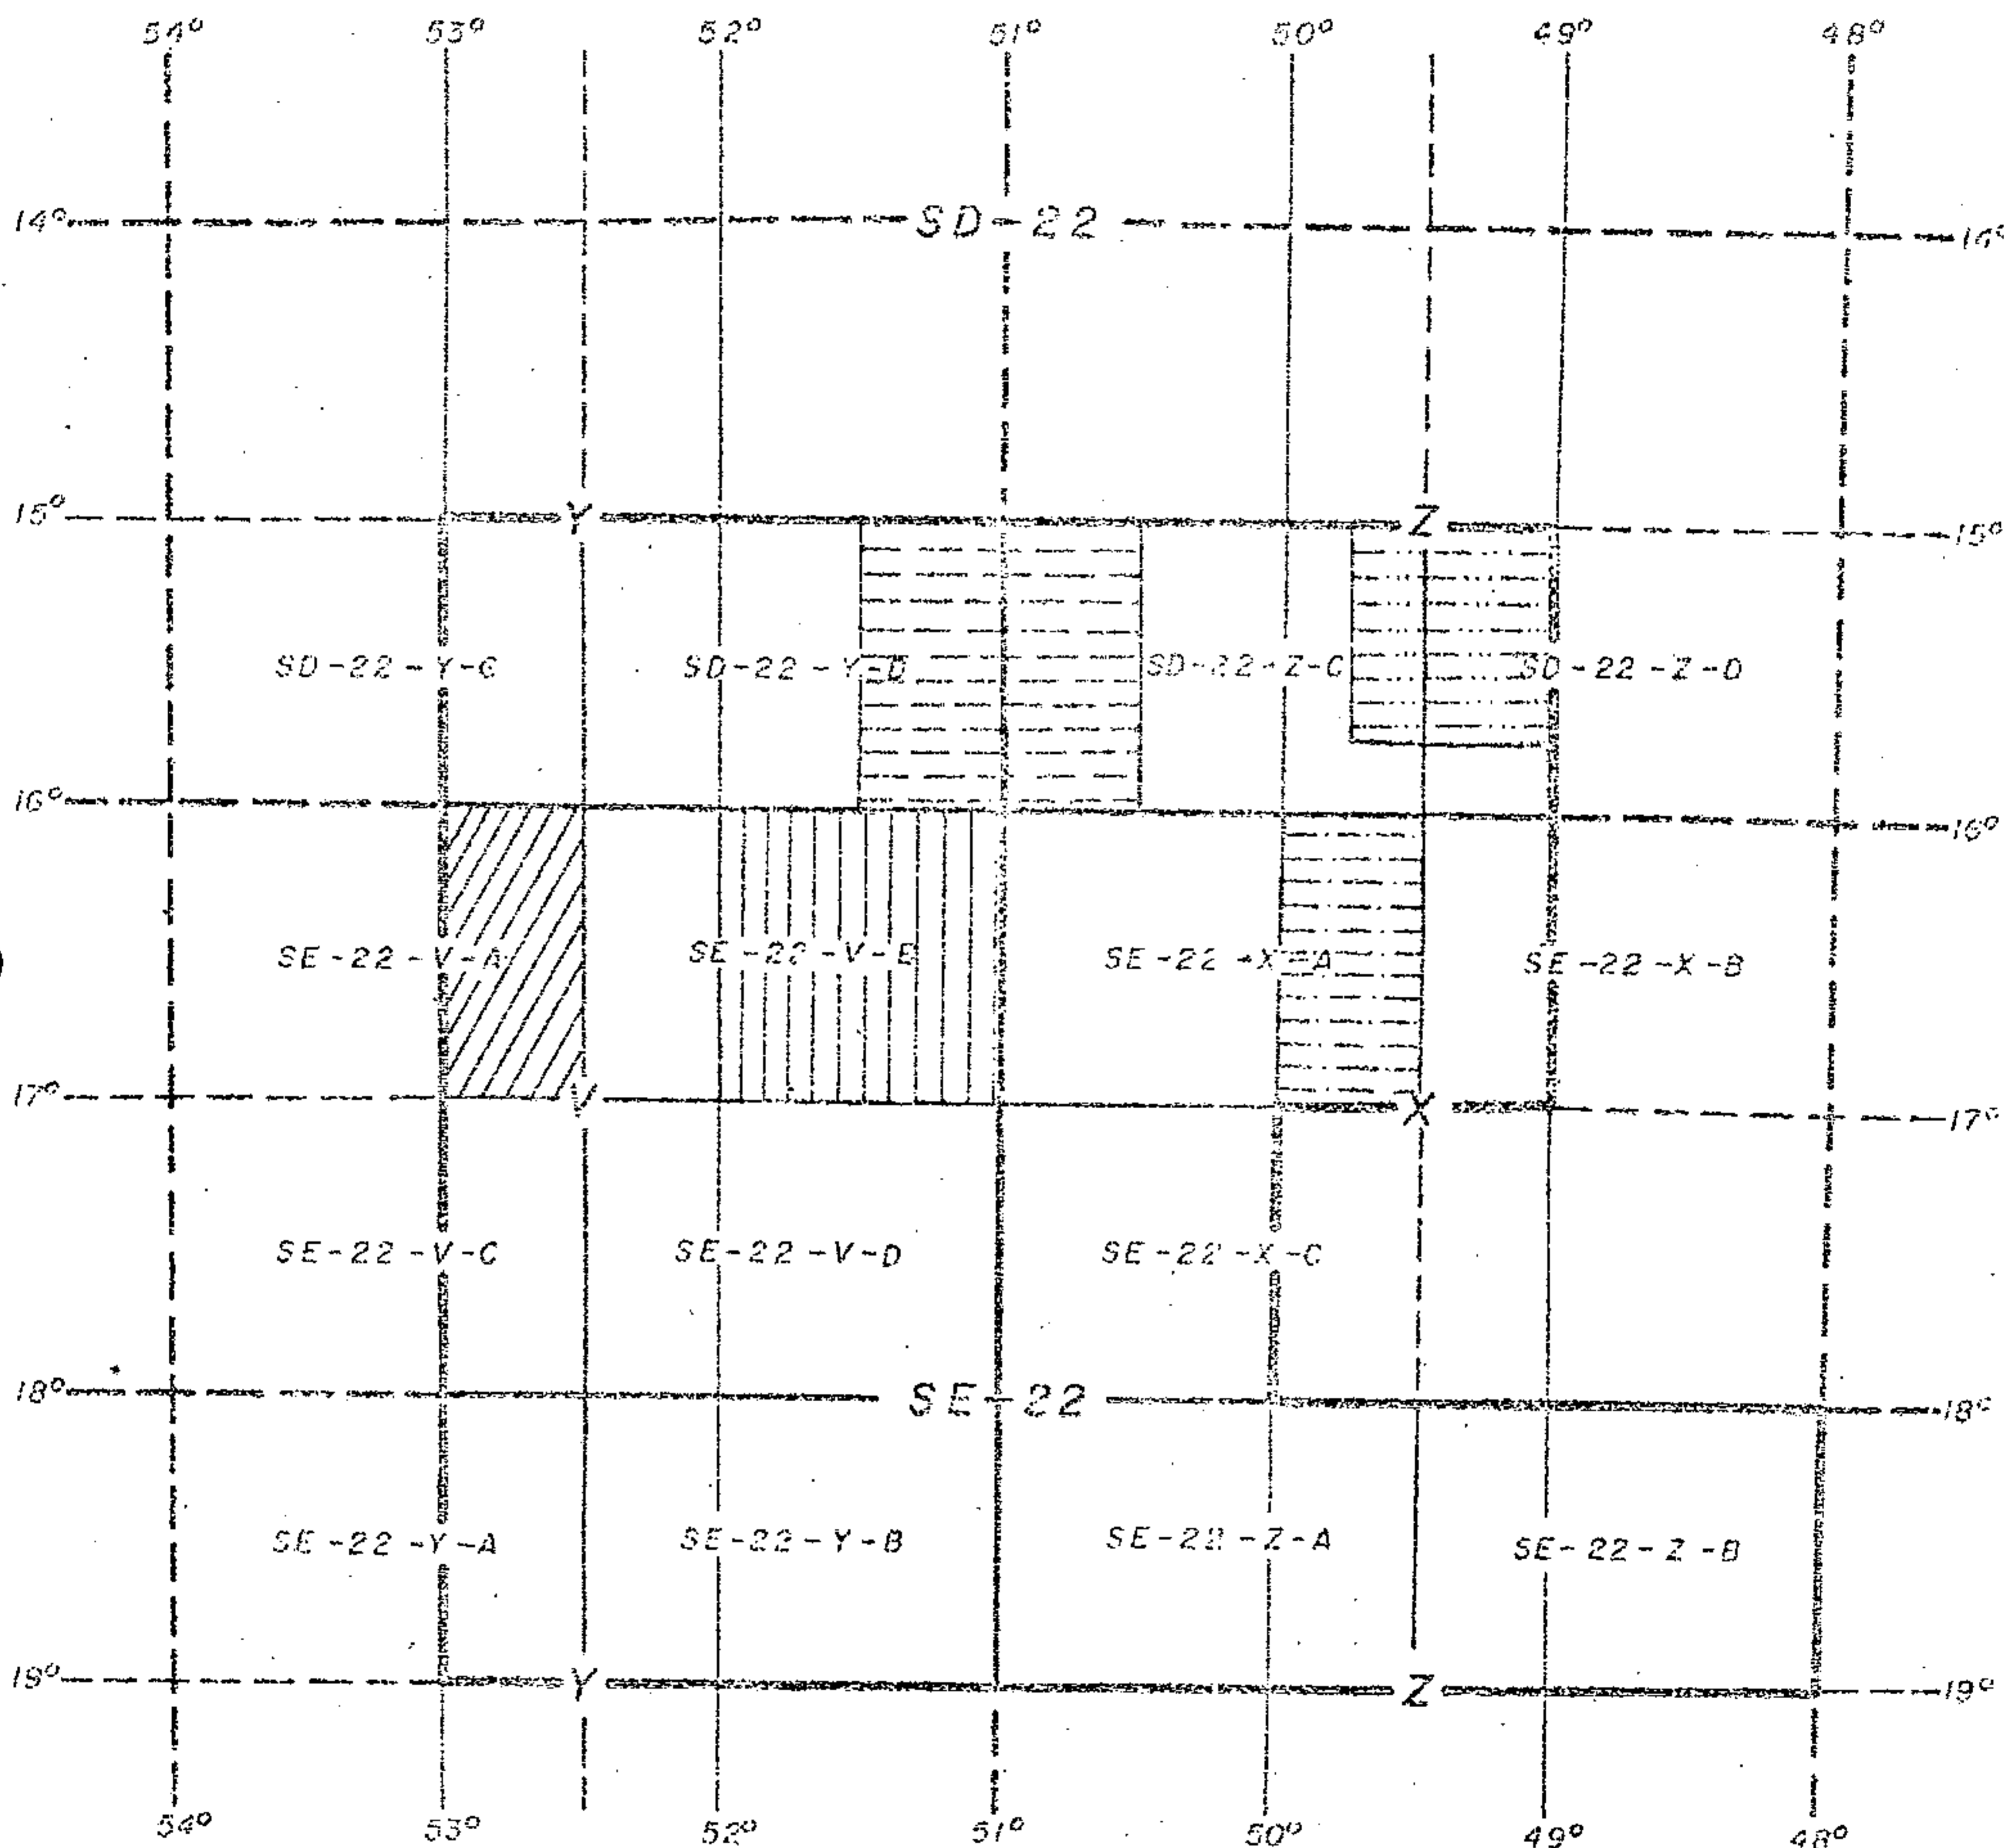 54° 53° 52° 51° 50° 49° 48°
14° SD-22 14°
15° Y Z 15°
SD-22-Y-C SD-22-Y-D SD-22-Z-C SD-22-Z-D
16° 16°
SE-22-V-A SE-22-V-B SE-22-X-A SE-22-X-B
17° V X 17°
SE-22-V-C SE-22-V-D SE-22-X-C
18° SE-22 18°
SE-22-Y-A SE-22-Y-B SE-22-Z-A SE-22-Z-B
19° Y Z 19°
54° 53° 52° 51° 50° 49° 48°